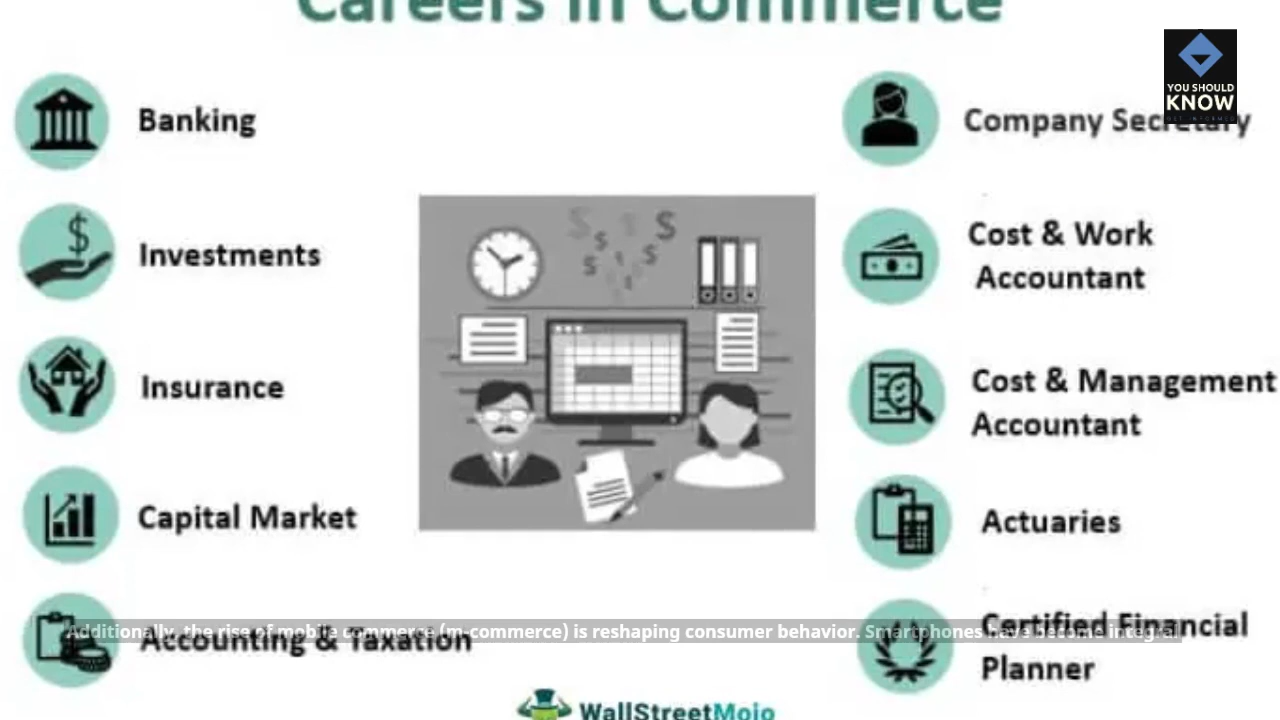 Careers in Commerce
Banking
Investments
Insurance
Capital Market
Accounting & Taxation
Company Secretary
Cost & Work
Accountant
Cost & Management
Accountant
Actuaries
Certified Financial
Planner
YOU SHOULD
KNOW
GET INFORMED
Additionally, the rise of mobile commerce (m-commerce) is reshaping consumer behavior. Smartphones have become integral
WallStreetMojo